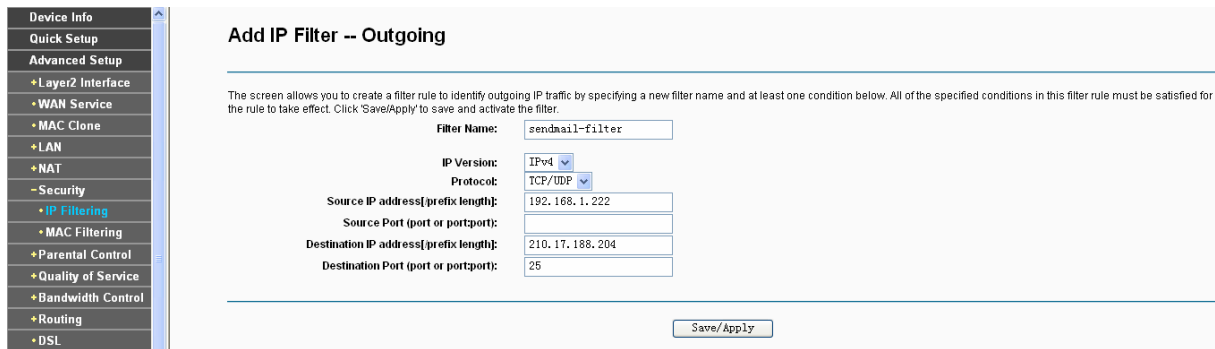 Device Info
Quick Setup
Advanced Setup
+Layer2 Interface
•WAN Service
•MAC Clone
+LAN
+NAT
-Security
•IP Filtering
•MAC Filtering
+Parental Control
+Quality of Service
+Bandwidth Control
+Routing
•DSL
Add IP Filter -- Outgoing
The screen allows you to create a filter rule to identify outgoing IP traffic by specifying a new filter name and at least one condition below. All of the specified conditions in this filter rule must be satisfied for
the rule to take effect. Click 'Save/Apply' to save and activate the filter.
Filter Name: sendmail-filter
IP Version: IPv4
Protocol: TCP/UDP
Source IP address[/prefix length]: 192.168.1.222
Source Port (port or port:port):
Destination IP address[/prefix length]: 210.17.188.204
Destination Port (port or port:port): 25
Save/Apply